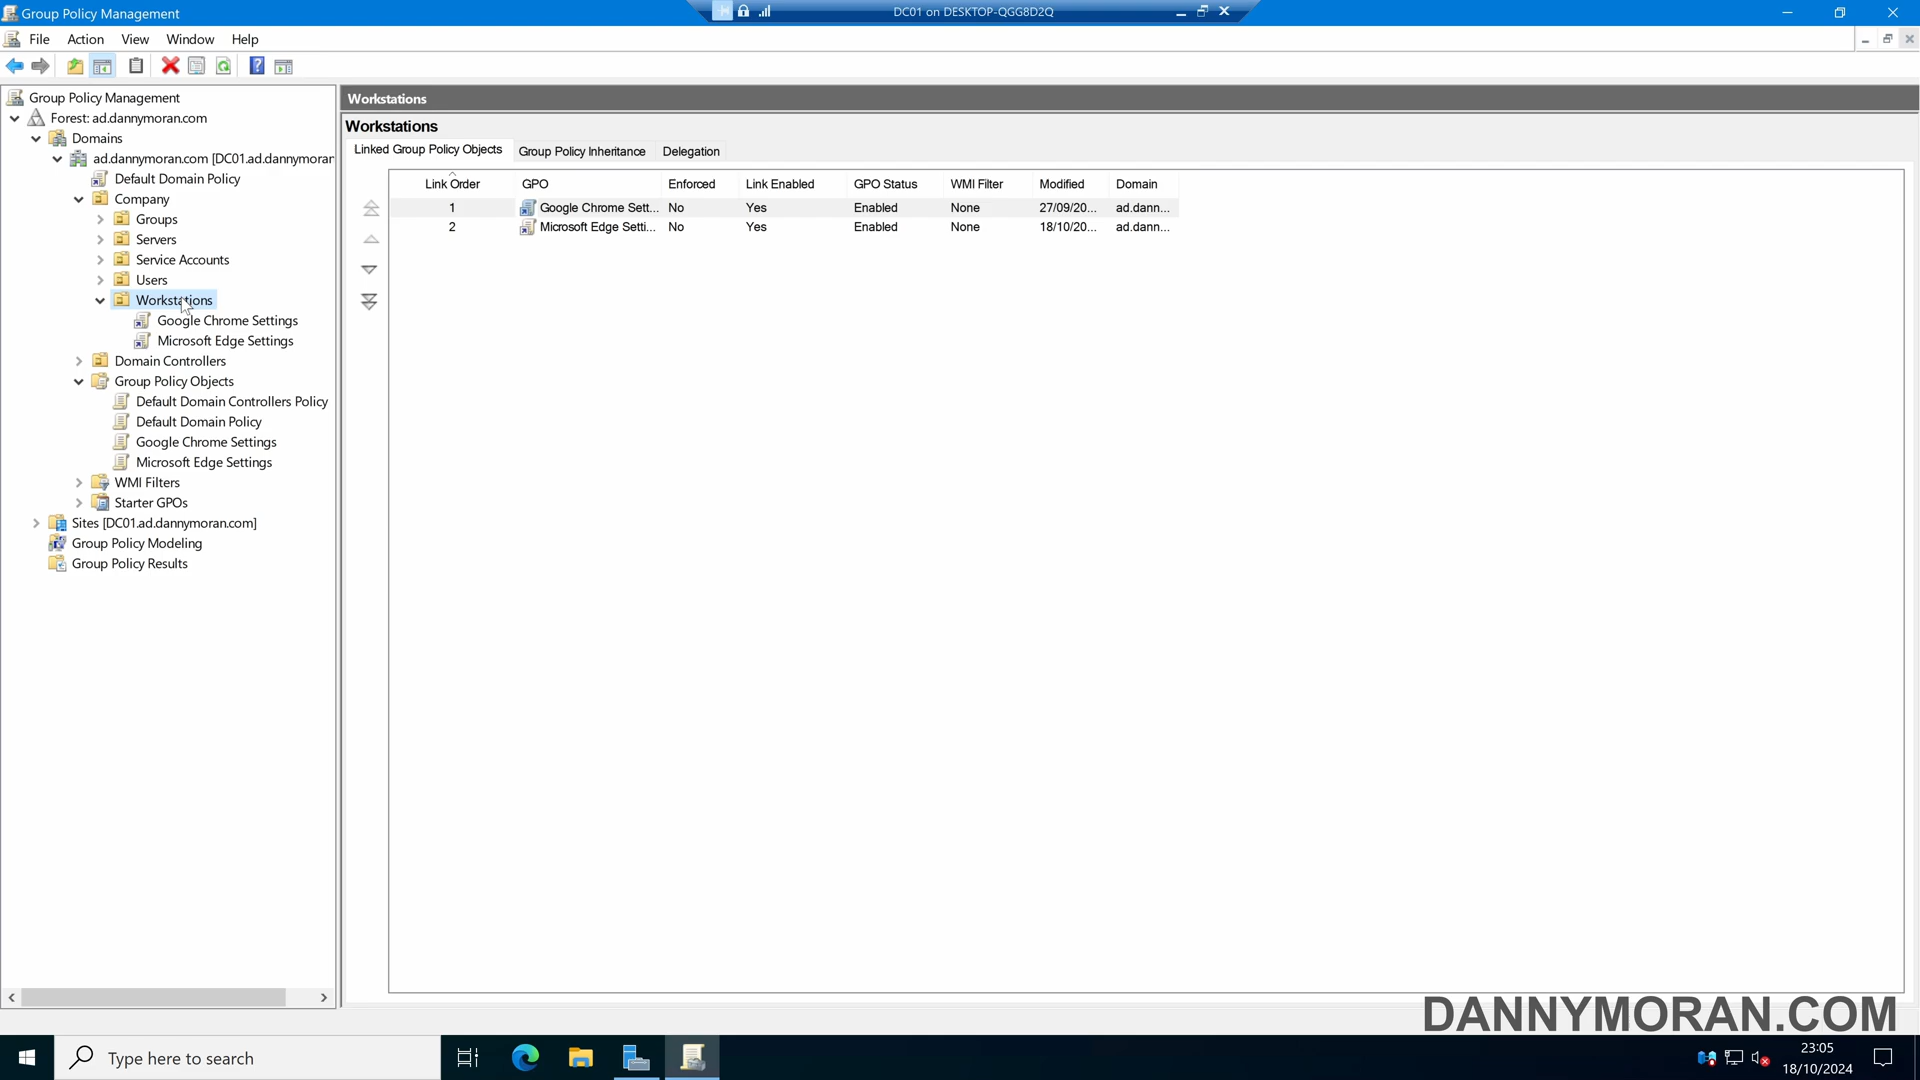 Group Policy Management
DC01 on DESKTOP-QGG8D2Q
File Action View Window Help
Group Policy Management
Forest: ad.dannymoran.com
Domains
ad.dannymoran.com [DC01.ad.dannymoran
Default Domain Policy
Company
Groups
Servers
Service Accounts
Users
Workstations
Google Chrome Settings
Microsoft Edge Settings
Domain Controllers
Group Policy Objects
Default Domain Controllers Policy
Default Domain Policy
Google Chrome Settings
Microsoft Edge Settings
WMI Filters
Starter GPOs
Sites [DC01.ad.dannymoran.com]
Group Policy Modeling
Group Policy Results
Workstations
Workstations
Linked Group Policy Objects Group Policy Inheritance Delegation
Link Order GPO Enforced Link Enabled GPO Status WMI Filter Modified Domain
1 Google Chrome Sett... No Yes Enabled None 27/09/20... ad.dann...
2 Microsoft Edge Setti... No Yes Enabled None 18/10/20... ad.dann...
DANNYMORAN.COM
Type here to search
23:05
18/10/2024